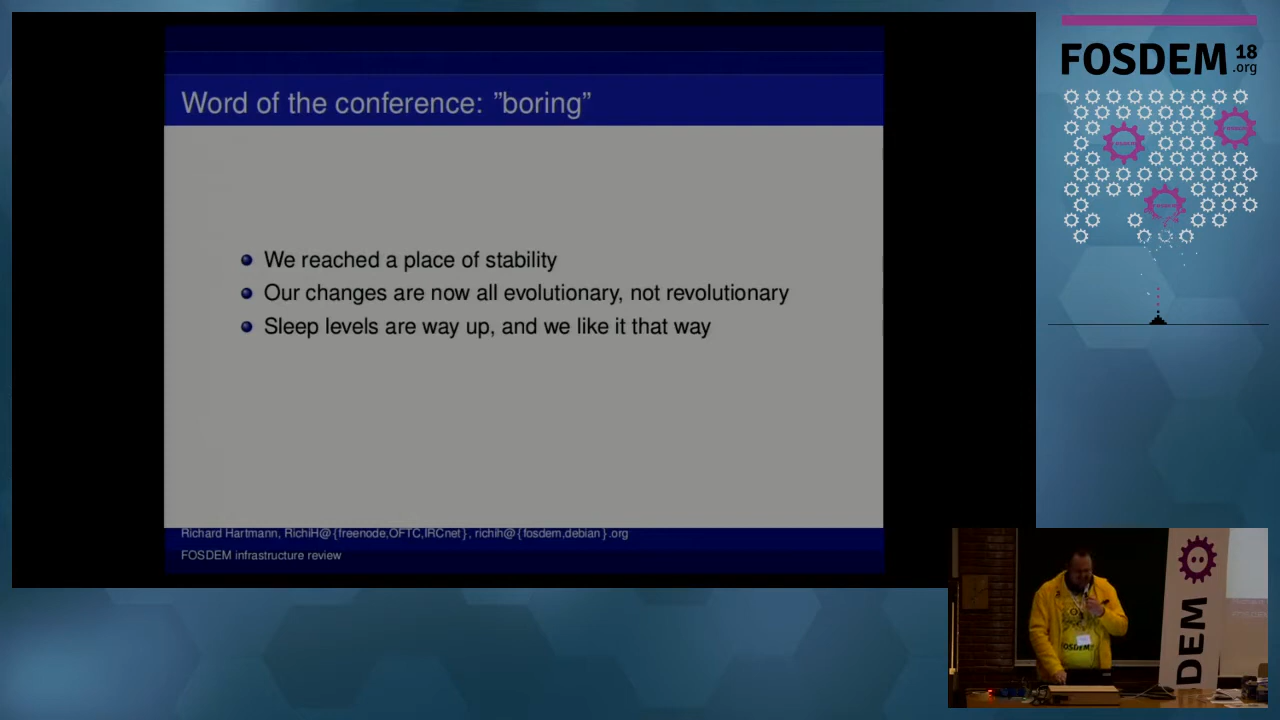 Word of the conference: ”boring”
We reached a place of stability
Our changes are now all evolutionary, not revolutionary
Sleep levels are way up, and we like it that way
Richard Hartmann, RichiH@{freenode,OFTC,IRCnet}, richih@{fosdem,debian}.org
FOSDEM infrastructure review
FOSDEM 18
.org
FOSDEM
DEM